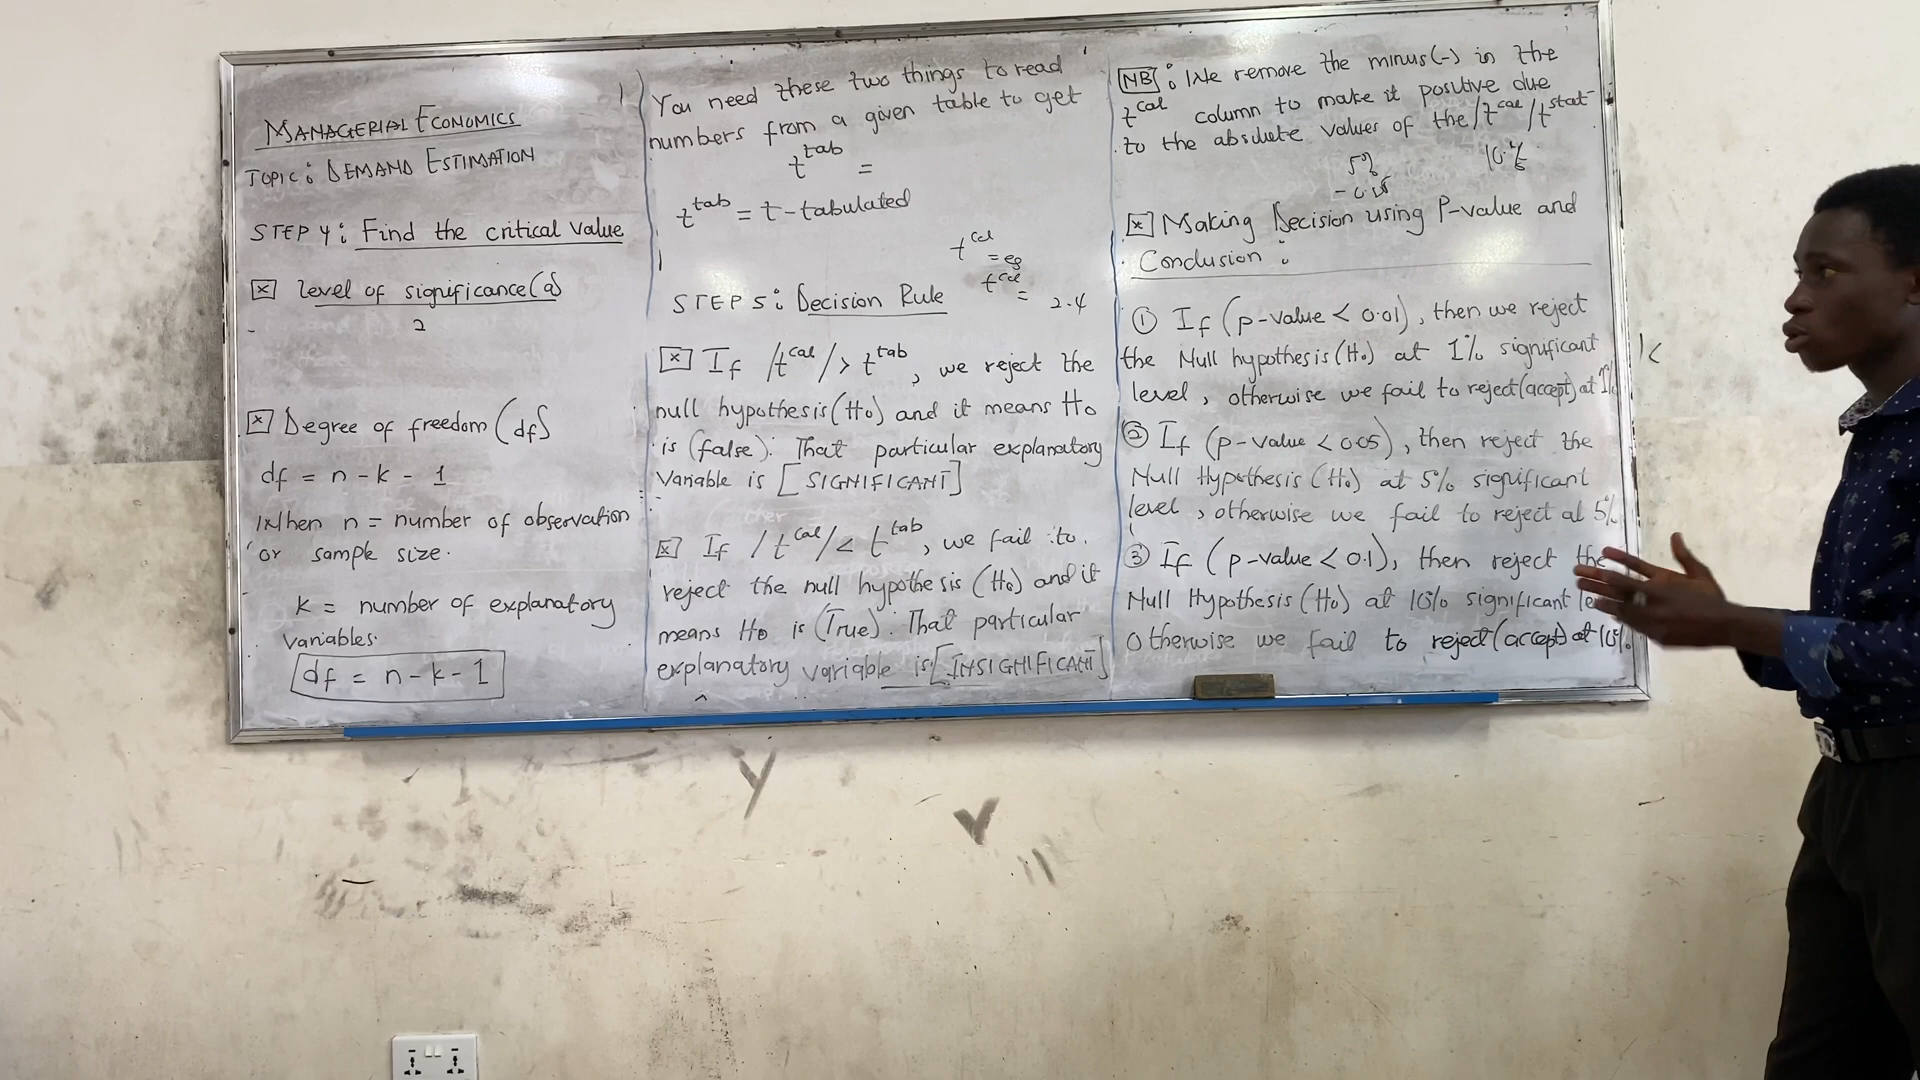 MANAGERIAL ECONOMICS
TOPIC: DEMAND ESTIMATION
STEP 4: Find the critical value
level of significance(α)
2
Degree of freedom (df)
df = n - k - 1
When n = number of observation
or sample size.
k = number of explanatory
variables.
df = n - k - 1
You need these two things to read
numbers from a given table to get
t^tab =
t^tab = t-tabulated
t^cal = eg
t^cal = 2.4
STEP 5: Decision Rule
If /t^cal/ > t^tab, we reject the
null hypothesis (H₀) and it means H₀
is (false). That particular explanatory
variable is [SIGNIFICANT]
If /t^cal/ < t^tab, we fail to
reject the null hypothesis (H₀) and it
means H₀ is (True). That particular
explanatory variable is [INSIGNIFICANT]
NB: We remove the minus(-) in the
t^cal column to make it positive due
to the absolute values of the /t^cal/t^stat
5% 10%
Making Decision using P-value and
Conclusion:
① If (p-value < 0.01), then we reject
the Null hypothesis (H₀) at 1% significant
level, otherwise we fail to reject (accept) at 1%
② If (p-value < 0.05), then reject the
Null Hypothesis (H₀) at 5% significant
level, otherwise we fail to reject at 5%
③ If (p-value < 0.1), then reject the
Null Hypothesis (H₀) at 10% significant le
Otherwise we fail to reject (accept) at 10%.